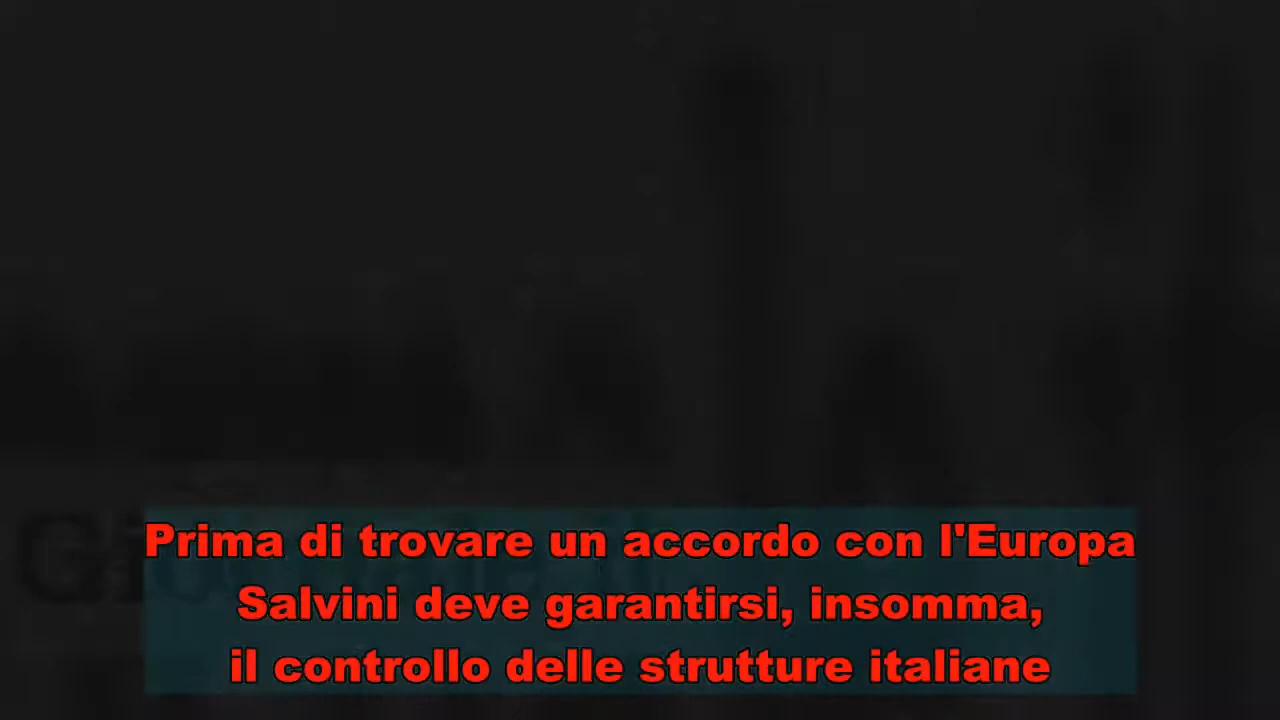 Prima di trovare un accordo con l'Europa
Salvini deve garantirsi, insomma,
il controllo delle strutture italiane